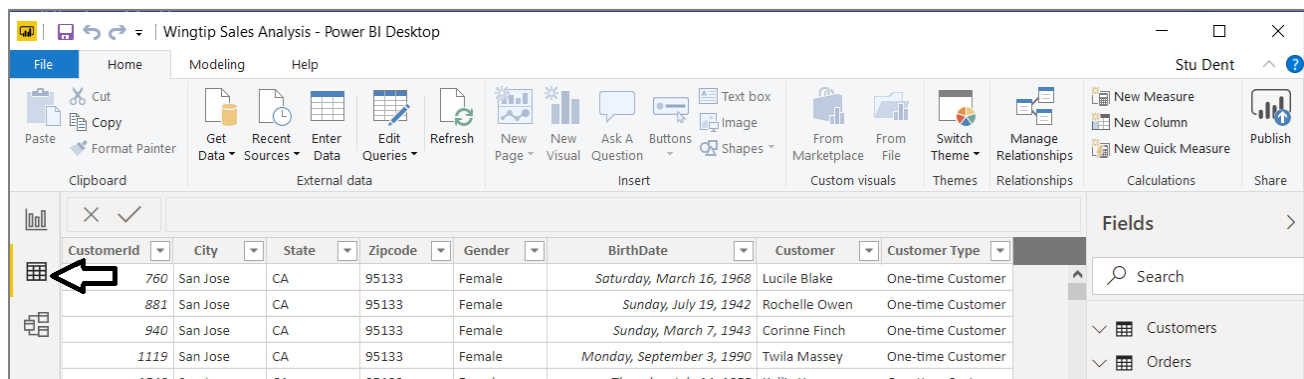 Wingtip Sales Analysis - Power BI Desktop
File Home Modeling Help Stu Dent ?
Paste
Cut
Copy
Format Painter
Clipboard
Get Data
Recent Sources
Enter Data
Edit Queries
Refresh
External data
New Page
New Visual
Ask A Question
Buttons
Text box
Image
Shapes
Insert
From Marketplace
From File
Custom visuals
Switch Theme
Themes
Manage Relationships
Relationships
New Measure
New Column
New Quick Measure
Calculations
Publish
Share
CustomerId City State Zipcode Gender BirthDate Customer Customer Type
760 San Jose CA 95133 Female Saturday, March 16, 1968 Lucile Blake One-time Customer
881 San Jose CA 95133 Female Sunday, July 19, 1942 Rochelle Owen One-time Customer
940 San Jose CA 95133 Female Sunday, March 7, 1943 Corinne Finch One-time Customer
1119 San Jose CA 95133 Female Monday, September 3, 1990 Twila Massey One-time Customer
Fields
Search
Customers
Orders